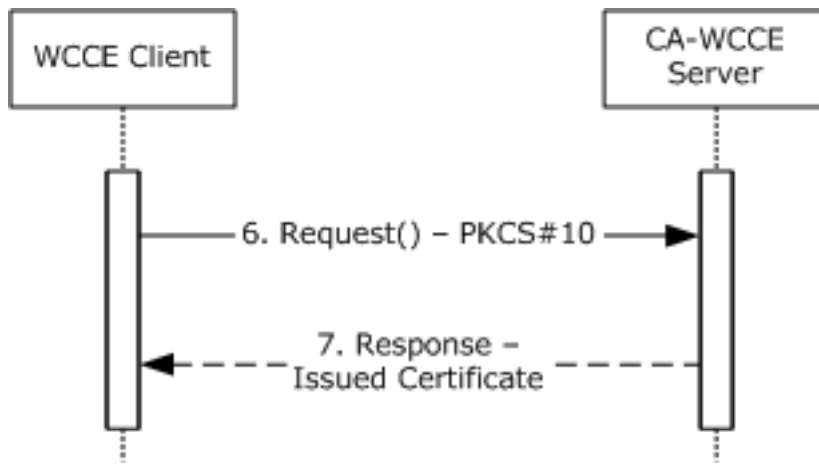 WCCE Client
CA-WCCE
Server
6. Request() – PKCS#10
7. Response –
Issued Certificate